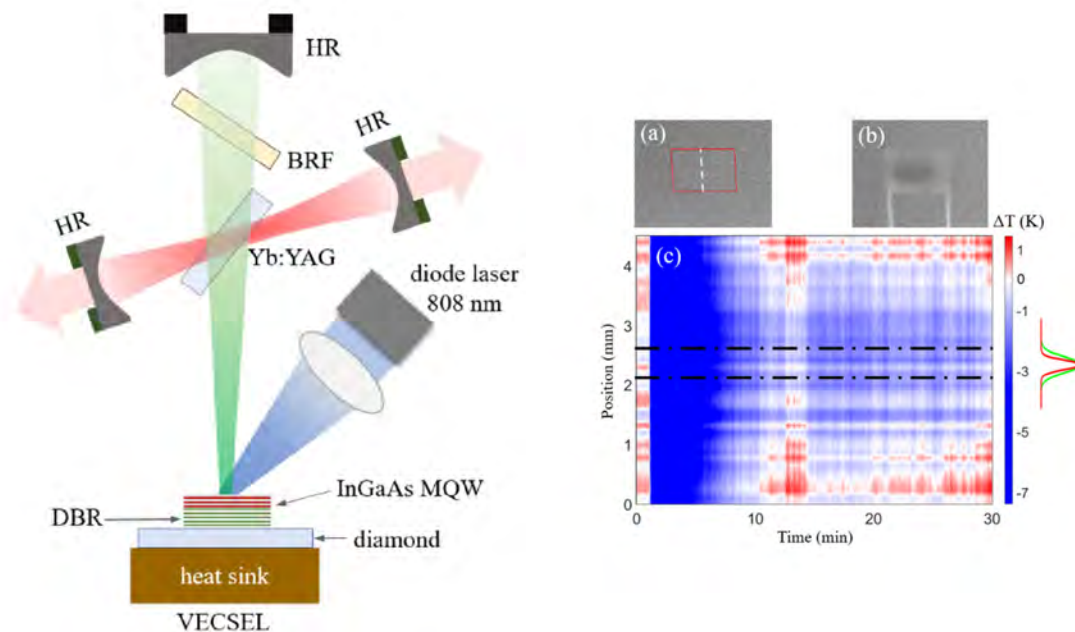 HR
HR
BRF
HR
Yb:YAG
diode laser
808 nm
InGaAs MQW
DBR
diamond
heat sink
VECSEL
(a)
(b)
ΔT (K)
(c)
1
-1
-3
-5
-7
4
3
2
1
0
Position (mm)
0
10
20
30
Time (min)